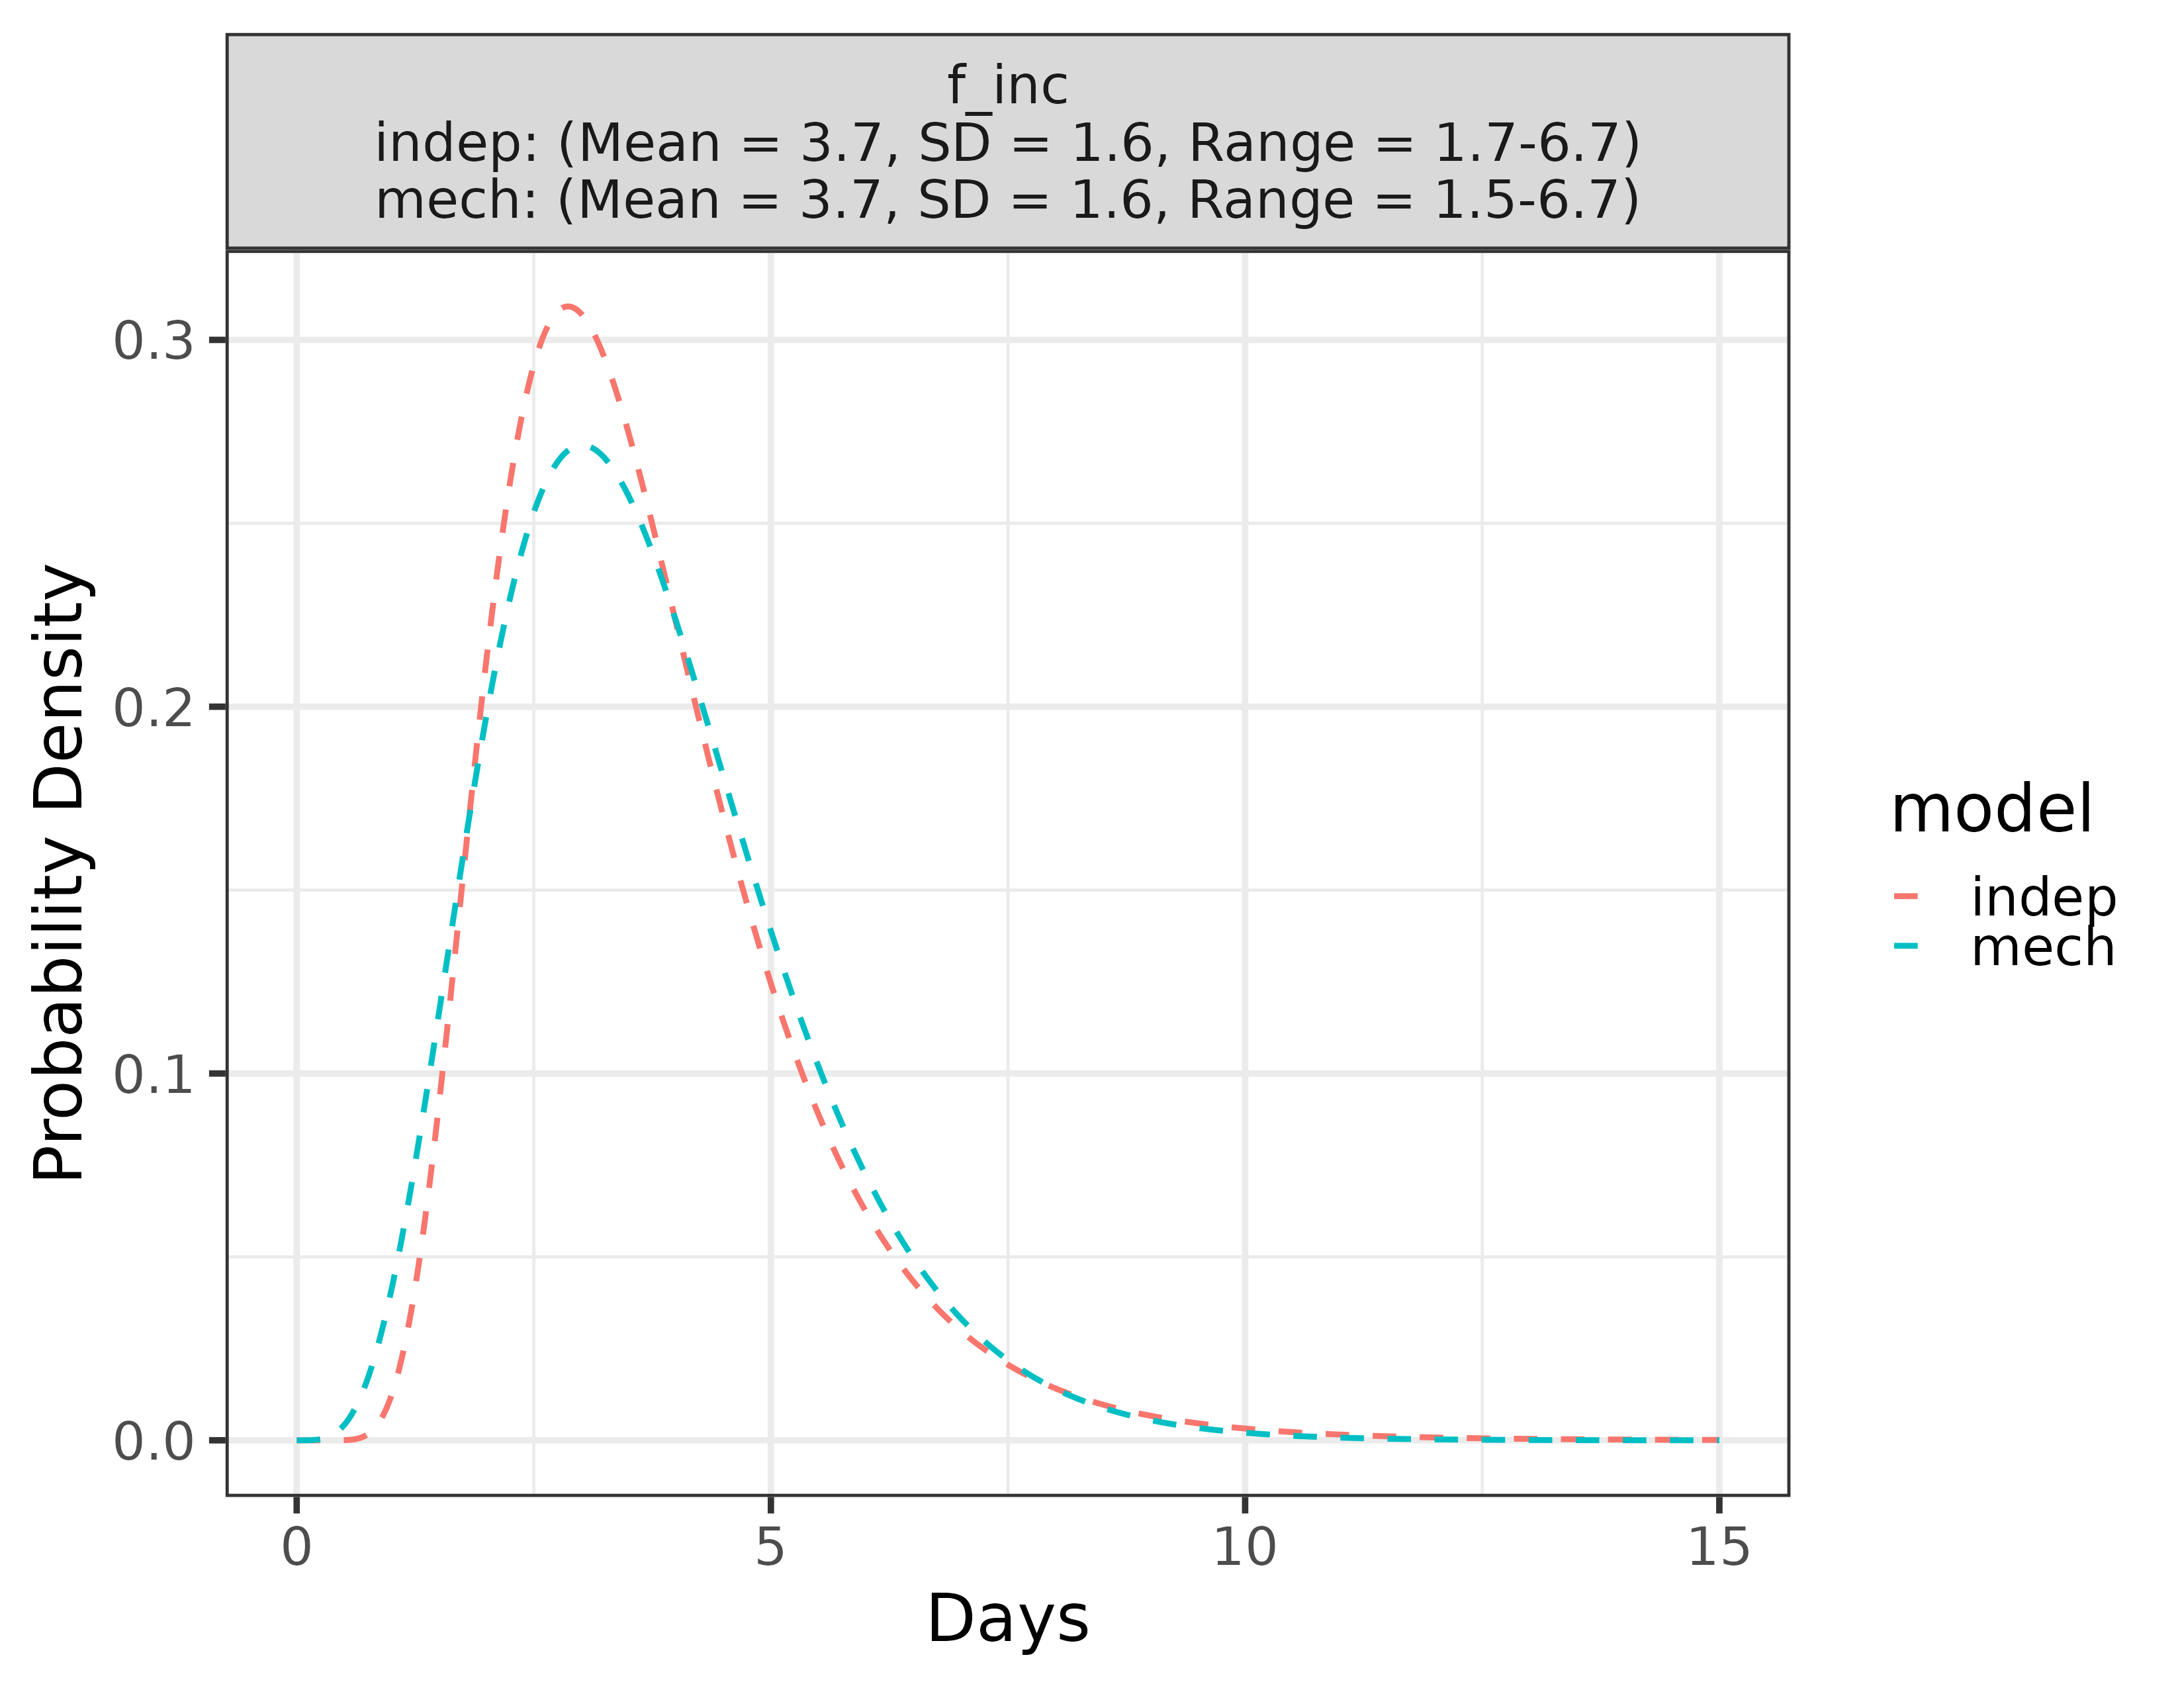 f_inc
indep: (Mean = 3.7, SD = 1.6, Range = 1.7-6.7)
mech: (Mean = 3.7, SD = 1.6, Range = 1.5-6.7)
Probability Density
0.3
0.2
0.1
0.0
0
5
10
15
Days
model
indep
mech